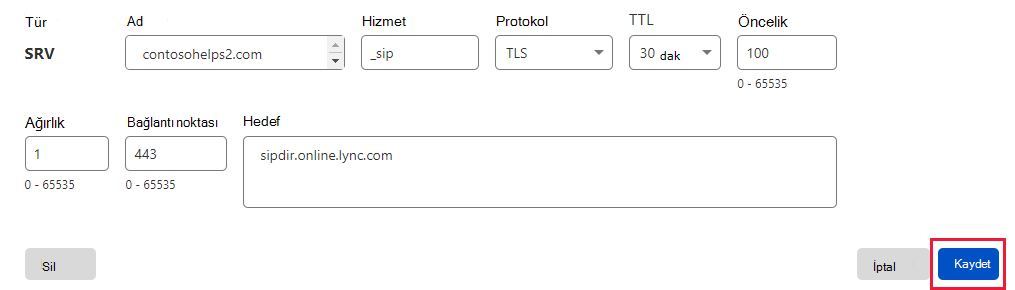 Tür Ad Hizmet Protokol TTL Öncelik
SRV contosohelps2.com _sip TLS 30 dak 100
0 - 65535
Ağırlık Bağlantı noktası Hedef
1 443 sipdir.online.lync.com
0 - 65535 0 - 65535
Sil İptal Kaydet